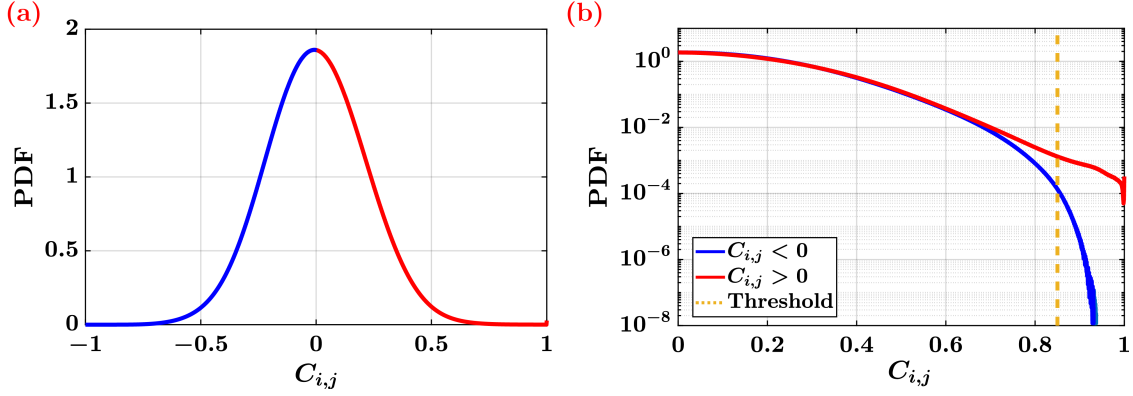 (a)
2
1.5
1
0.5
0
−1
−0.5
0
0.5
1
PDF
C_{i,j}
(b)
10^0
10^{−2}
10^{−4}
10^{−6}
10^{−8}
0
0.2
0.4
0.6
0.8
1
PDF
C_{i,j}
C_{i,j} < 0
C_{i,j} > 0
Threshold